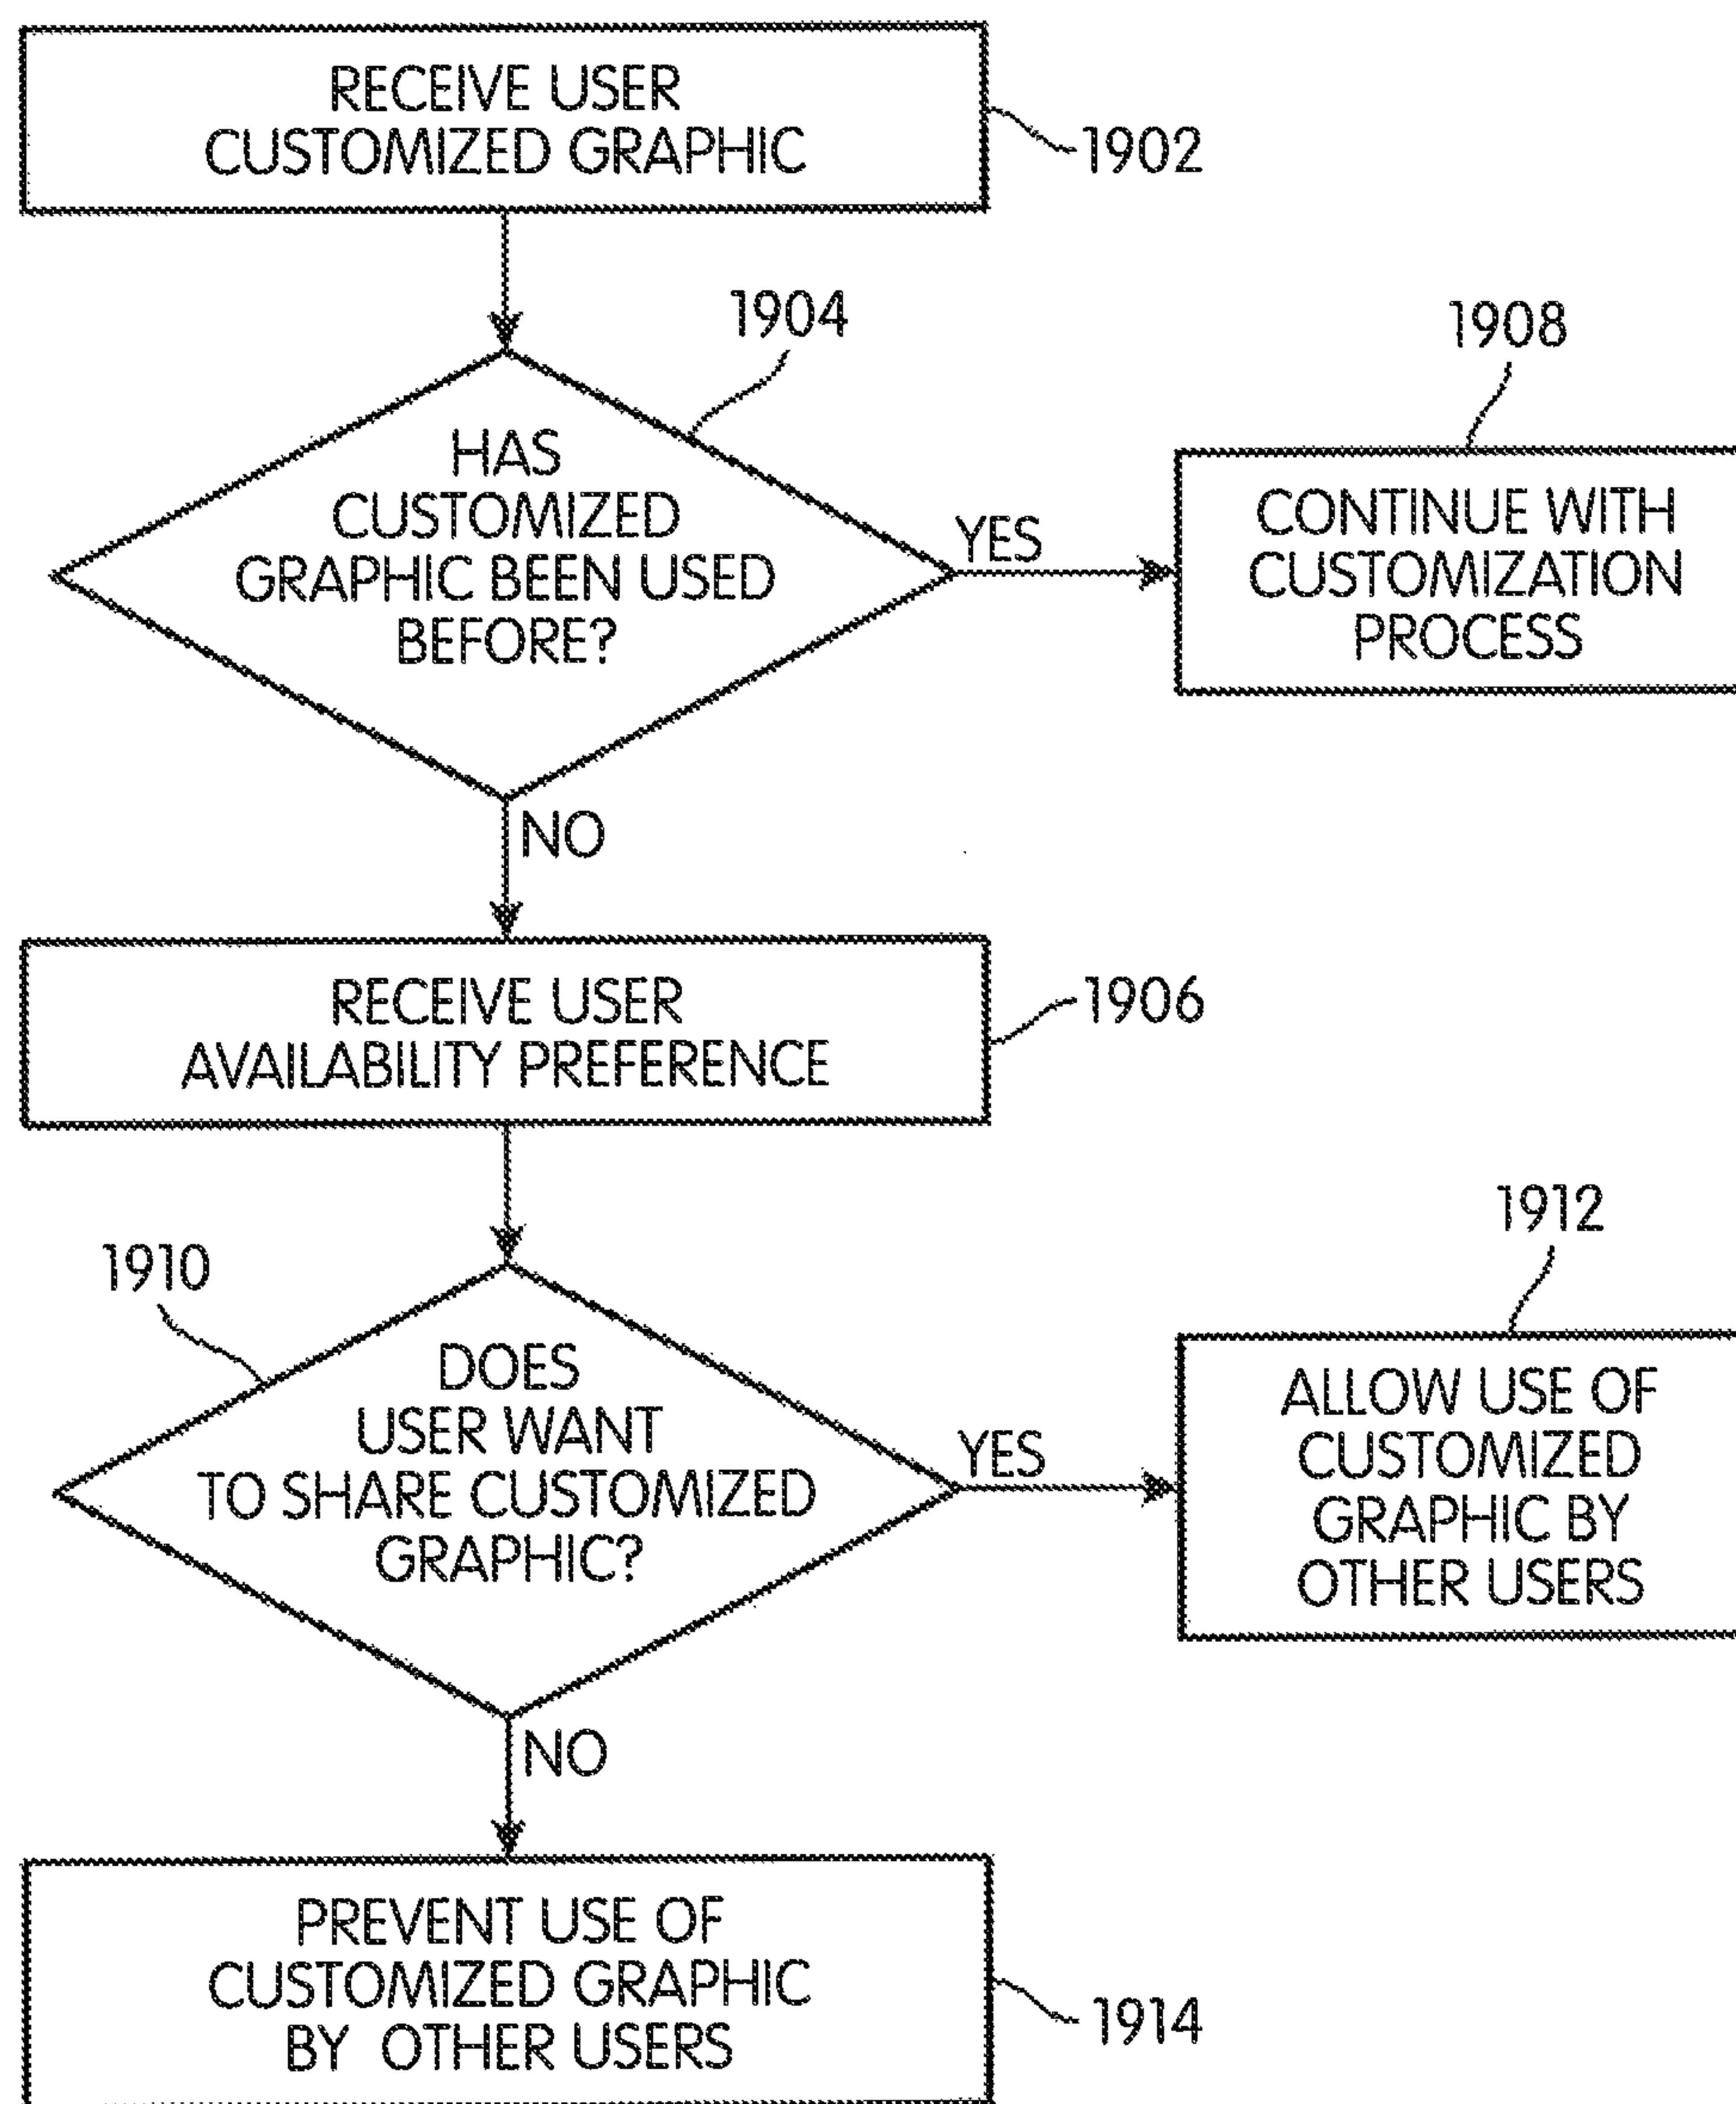 RECEIVE USER
CUSTOMIZED GRAPHIC
1902
1904
HAS
CUSTOMIZED
GRAPHIC BEEN USED
BEFORE?
YES
1908
CONTINUE WITH
CUSTOMIZATION
PROCESS
NO
RECEIVE USER
AVAILABILITY PREFERENCE
1906
1910
DOES
USER WANT
TO SHARE CUSTOMIZED
GRAPHIC?
YES
1912
ALLOW USE OF
CUSTOMIZED
GRAPHIC BY
OTHER USERS
NO
PREVENT USE OF
CUSTOMIZED GRAPHIC
BY OTHER USERS
1914